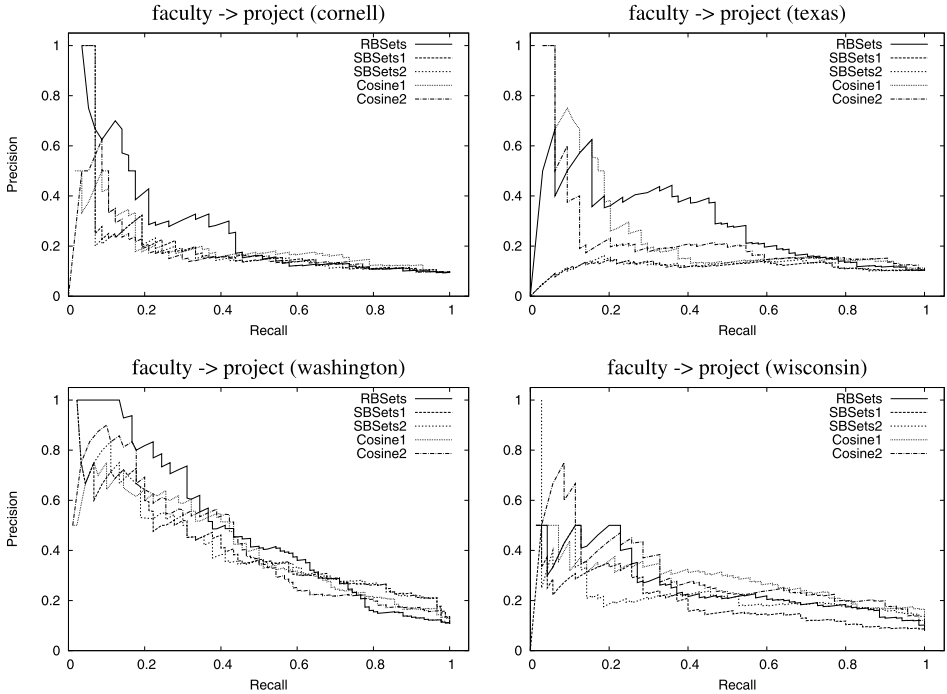 faculty -> project (cornell)
1
0.8
0.6
0.4
0.2
0
Precision
RBSets
SBSets1
SBSets2
Cosine1
Cosine2
0 0.2 0.4 0.6 0.8 1
Recall
faculty -> project (texas)
1
0.8
0.6
0.4
0.2
0
RBSets
SBSets1
SBSets2
Cosine1
Cosine2
0 0.2 0.4 0.6 0.8 1
Recall
faculty -> project (washington)
1
0.8
0.6
0.4
0.2
0
Precision
RBSets
SBSets1
SBSets2
Cosine1
Cosine2
0 0.2 0.4 0.6 0.8 1
Recall
faculty -> project (wisconsin)
1
0.8
0.6
0.4
0.2
0
RBSets
SBSets1
SBSets2
Cosine1
Cosine2
0 0.2 0.4 0.6 0.8 1
Recall